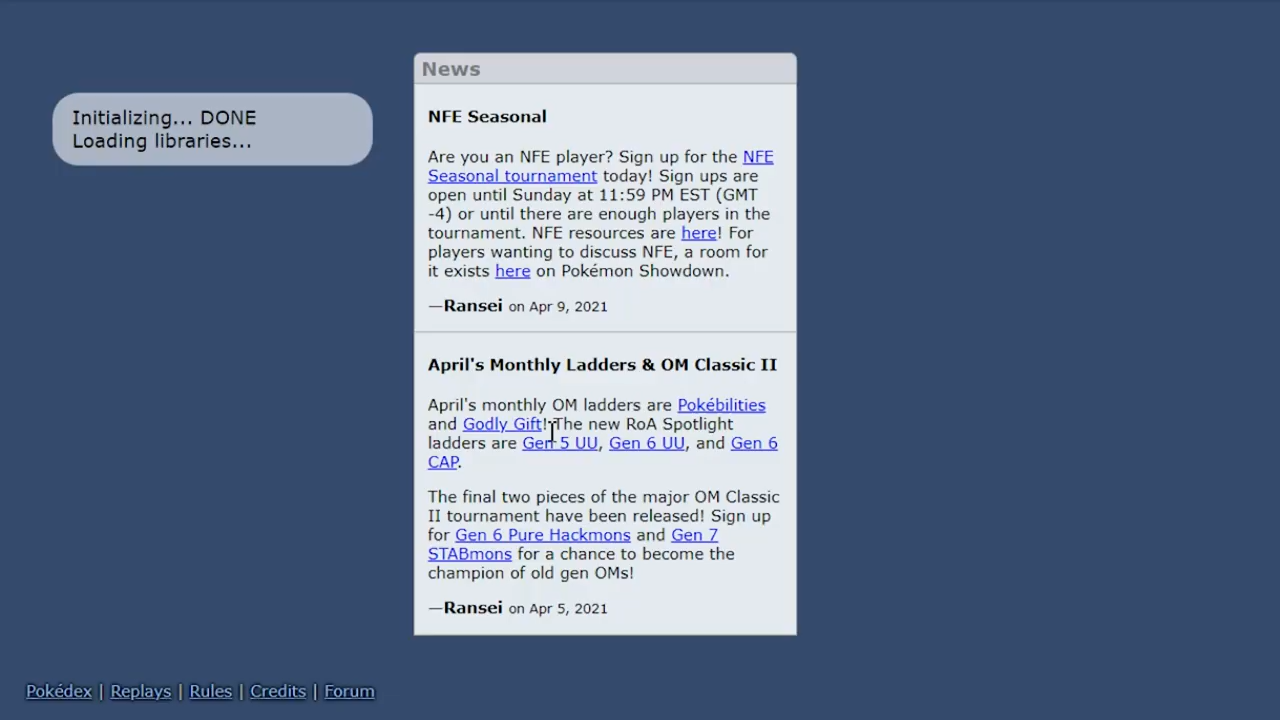 News
Initializing... DONE
Loading libraries...
NFE Seasonal
Are you an NFE player? Sign up for the NFE
Seasonal tournament today! Sign ups are
open until Sunday at 11:59 PM EST (GMT
-4) or until there are enough players in the
tournament. NFE resources are here! For
players wanting to discuss NFE, a room for
it exists here on Pokémon Showdown.
—Ransei on Apr 9, 2021
April's Monthly Ladders & OM Classic II
April's monthly OM ladders are Pokébilities
and Godly Gift! The new RoA Spotlight
ladders are Gen 5 UU, Gen 6 UU, and Gen 6
CAP.
The final two pieces of the major OM Classic
II tournament have been released! Sign up
for Gen 6 Pure Hackmons and Gen 7
STABmons for a chance to become the
champion of old gen OMs!
—Ransei on Apr 5, 2021
Pokédex | Replays | Rules | Credits | Forum